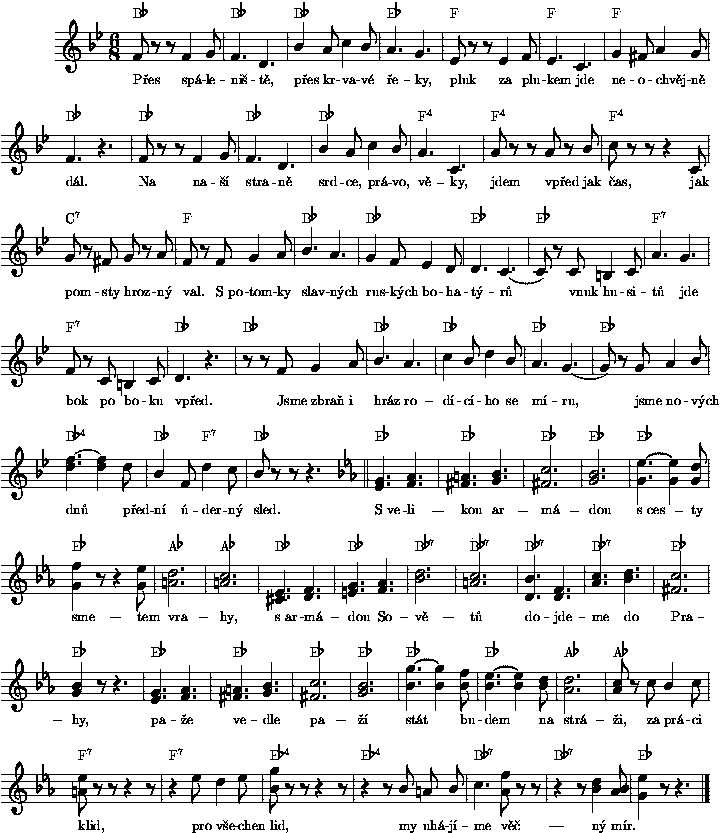 B♭ B♭ B♭ E♭ F F F
Přes spá-le-niš-tě, přes kr-va-vé ře-ky, pluk za plu-kem jde ne-o-chvěj-ně
B♭ B♭ B♭ B♭ F4 F4 F4
dál. Na na-ší stra-ně srd-ce, prá-vo, vě-ky, jdem vpřed jak čas, jak
C7 F B♭ B♭ E♭ E♭ F7
pom-sty hroz-ný val. S po-tom-ky slav-ných rus-kých bo-ha-tý-rů vnuk hu-si-tů jde
F7 B♭ B♭ B♭ B♭ E♭ E♭
bok po bo-ku vpřed. Jsme zbraň i hráz ro-dí-cí-ho se mí-ru, jsme no-vých
B♭4 B♭ F7 B♭ E♭ E♭ E♭ E♭ E♭
dnů před-ní ú-der-ný sled. S ve-li-kou ar-má-dou s ces-ty
E♭ A♭ A♭ B♭ B♭ B♭7 B♭7 B♭7 B♭7 E♭
sme-tem vra-hy, s ar-má-dou So-vě-tů do-jde-me do Pra-
E♭ E♭ E♭ E♭ E♭ E♭ A♭ A♭
-hy, pa-že ve-dle pa-ží stát bu-dem na strá-ži, za prá-ci
F7 F7 E♭4 E♭4 B♭7 B♭7 E♭
klid, pro vše-chen lid, my u-há-jí-me věč-ný mír.